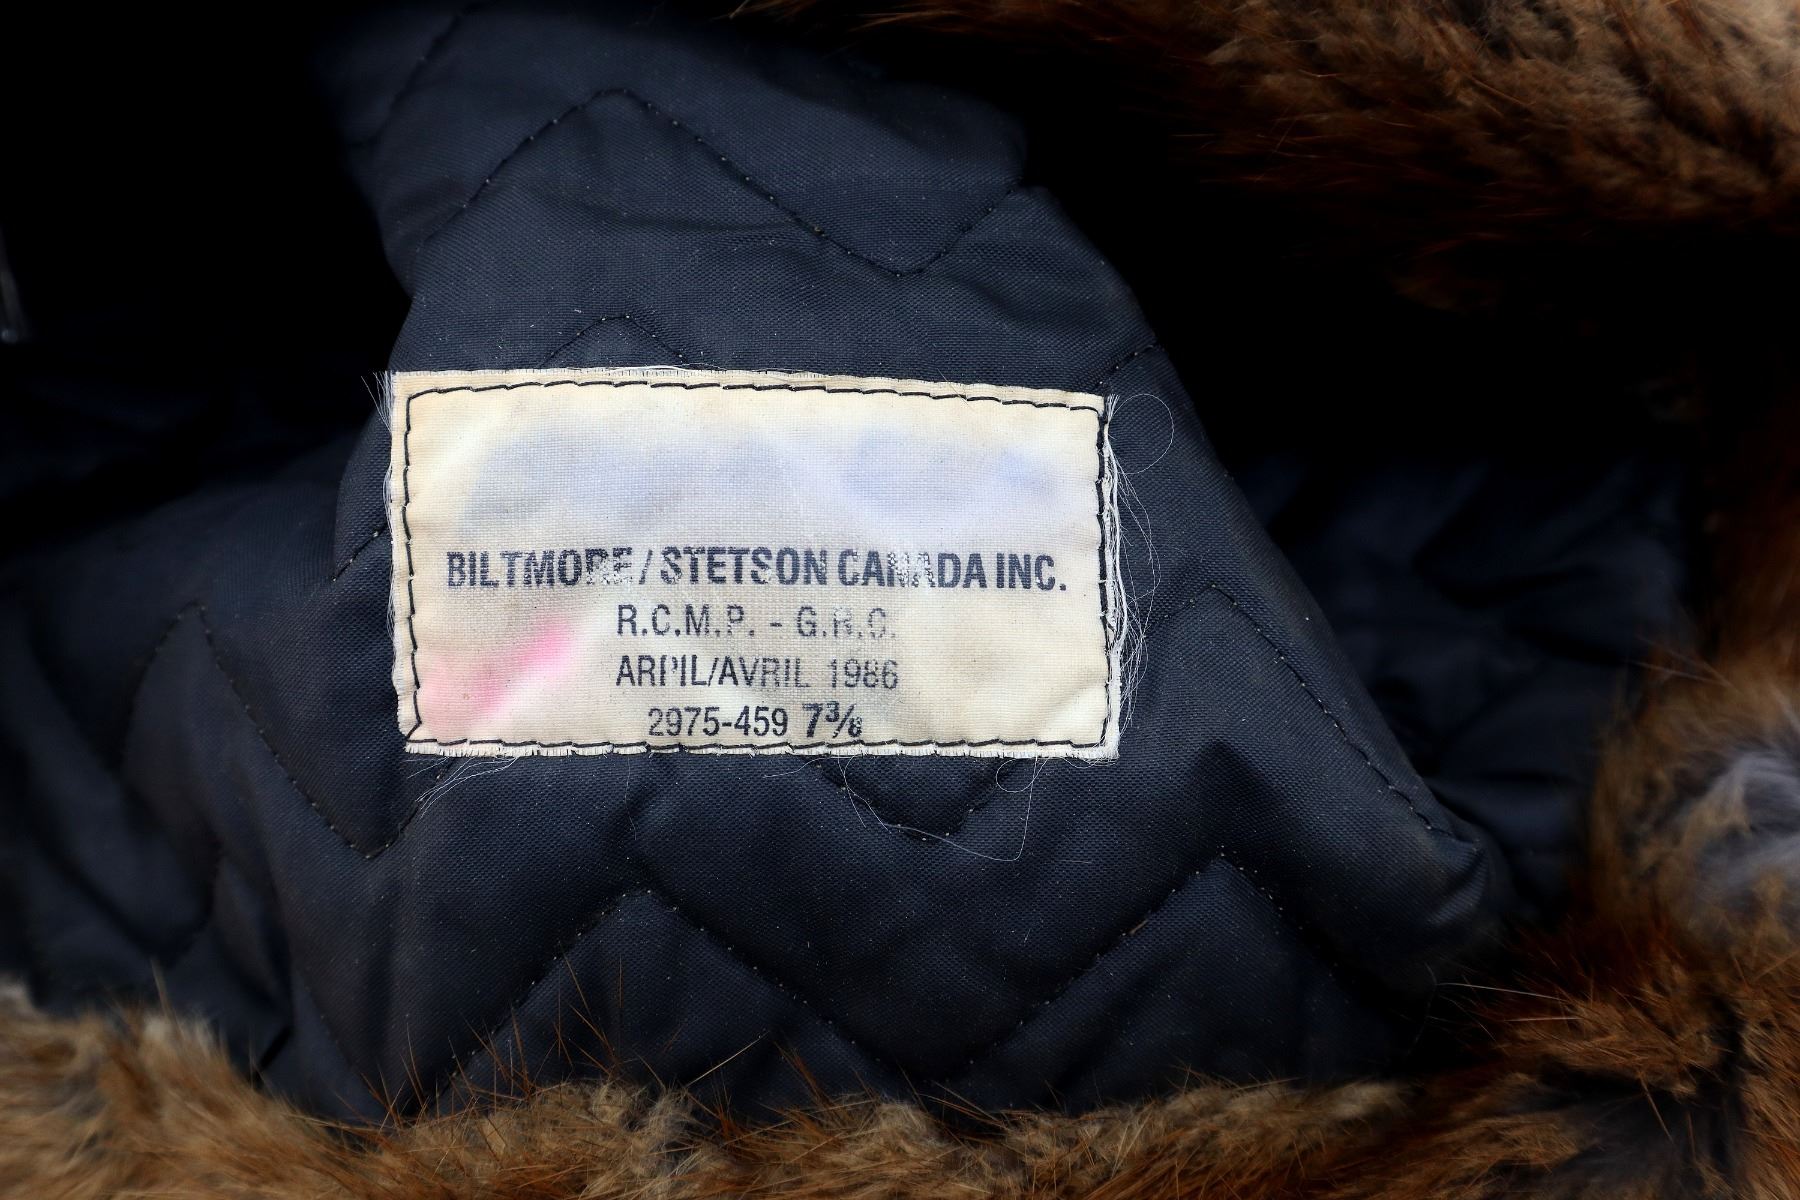 BILTMORE/STETSON CANADA INC.
R.C.M.P. - G.R.C.
ARPIL/AVRIL 1986
2975-459 7⅜